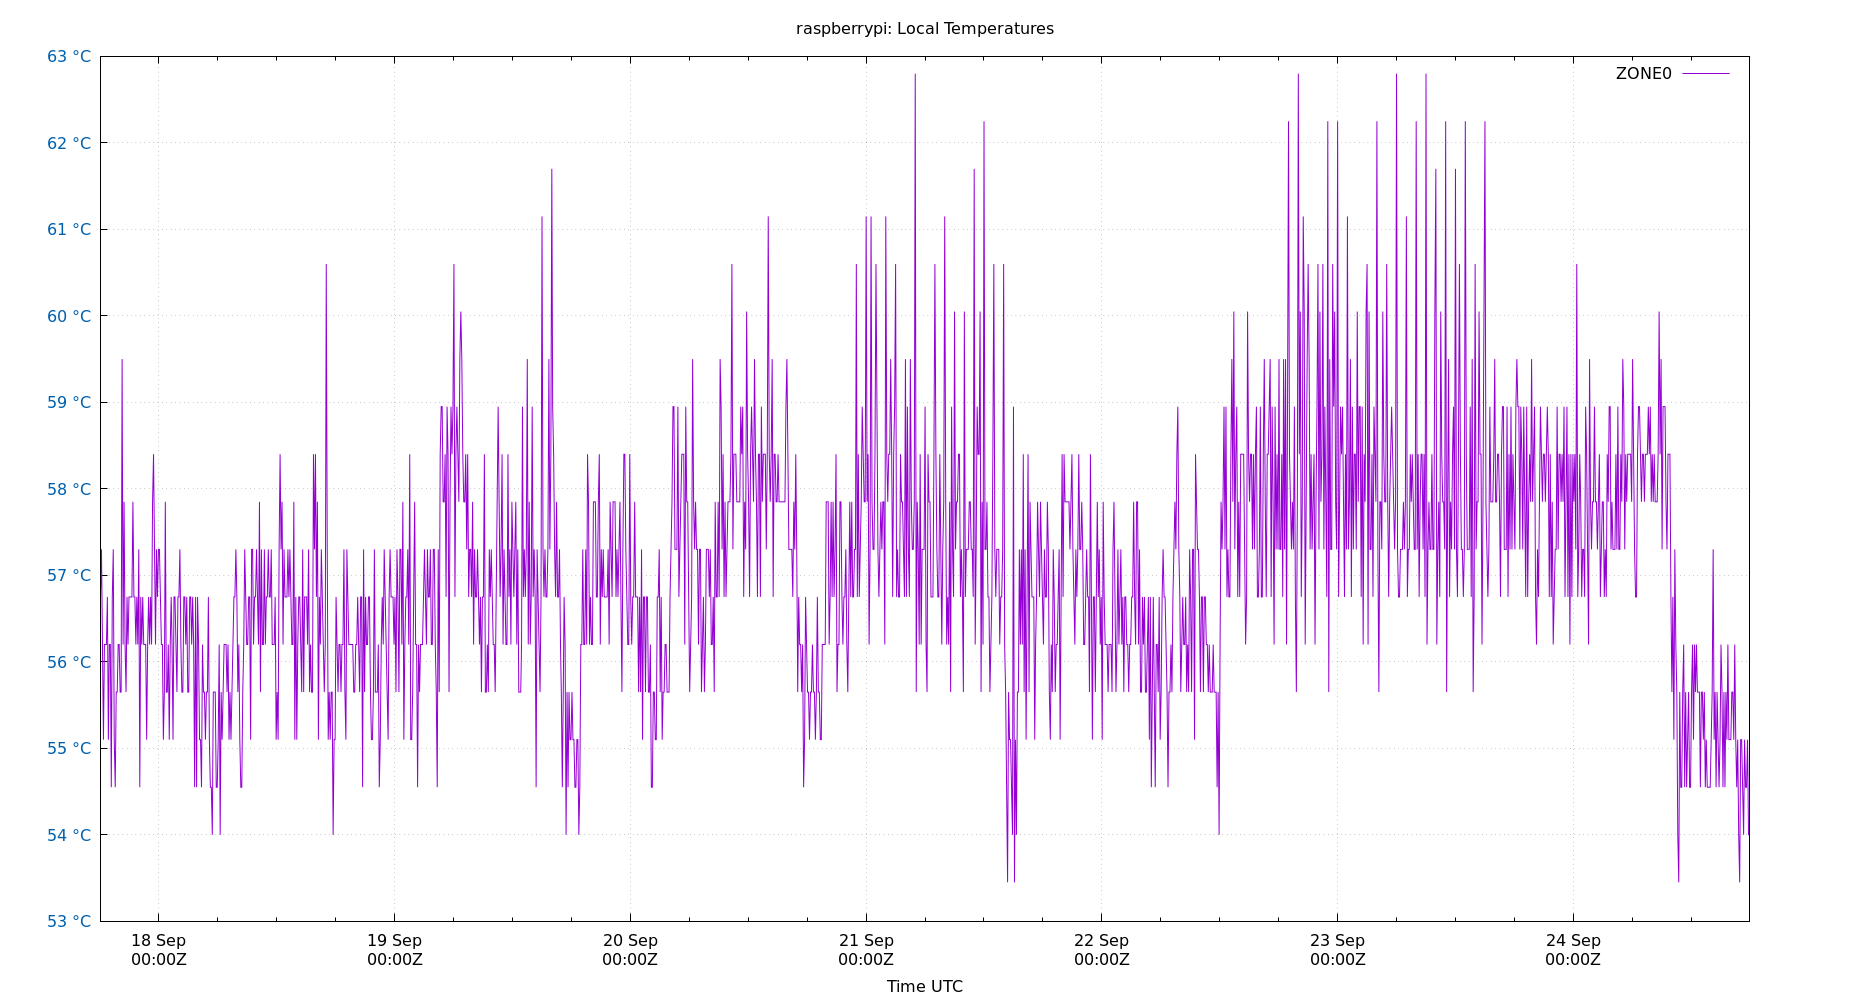 raspberrypi: Local Temperatures
63 °C
ZONE0
62 °C
61 °C
60 °C
59 °C
58 °C
57 °C
56 °C
55 °C
54 °C
53 °C
18 Sep 19 Sep 20 Sep 21 Sep 22 Sep 23 Sep 24 Sep
00:00Z 00:00Z 00:00Z 00:00Z 00:00Z 00:00Z 00:00Z
Time UTC